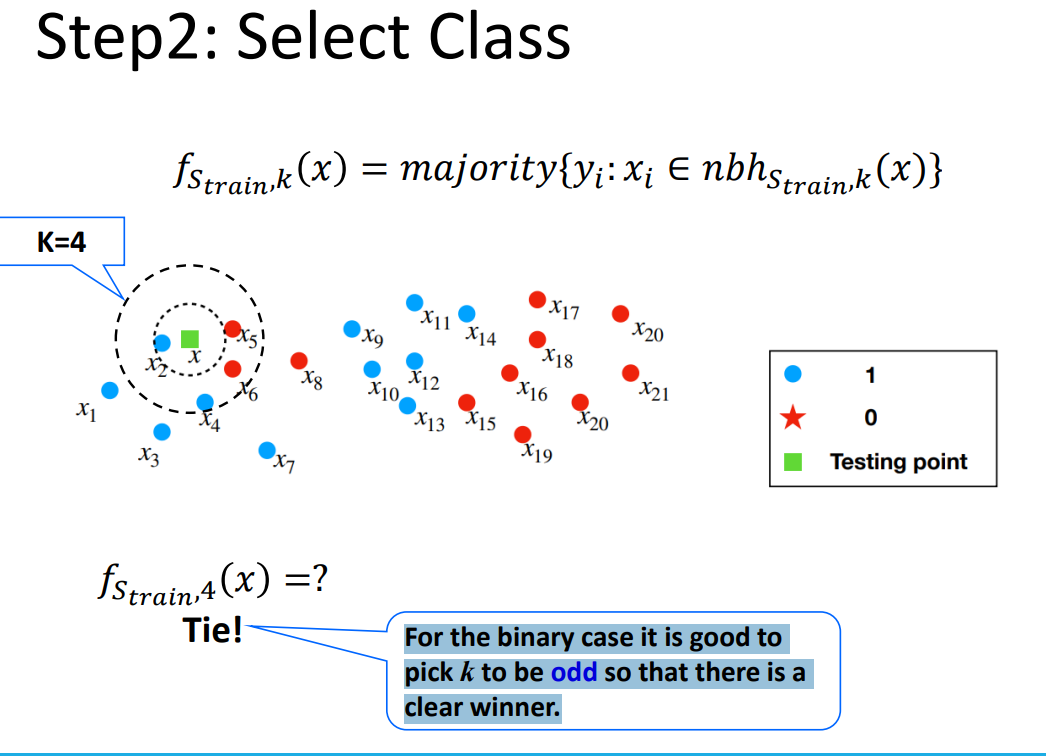 Step2: Select Class
f_{S_{train},k}(x) = majority{y_i: x_i ∈ nbh_{S_{train},k}(x)}
K=4
x_1
x_2
x
x_3
x_4
x_5
x_6
x_7
x_8
x_9
x_10
x_11
x_12
x_13
x_14
x_15
x_16
x_17
x_18
x_19
x_20
x_20
x_21
1
0
Testing point
f_{S_{train},4}(x) =?
Tie!
For the binary case it is good to
pick k to be odd so that there is a
clear winner.